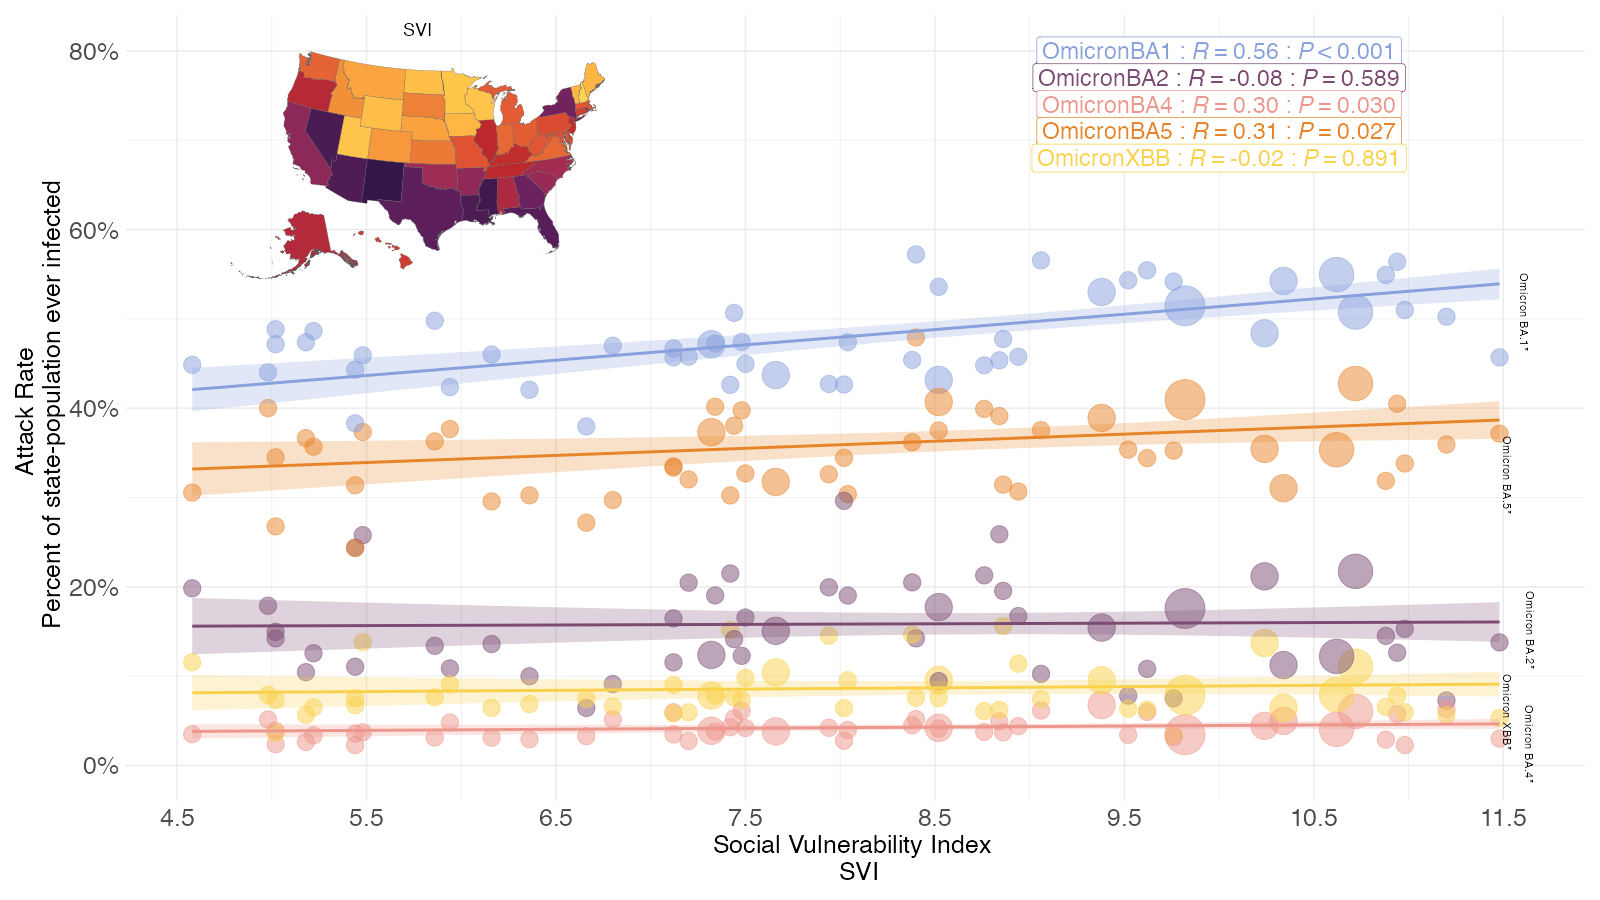 SVI
OmicronBA1 : R = 0.56 : P < 0.001
OmicronBA2 : R = -0.08 : P = 0.589
OmicronBA4 : R = 0.30 : P = 0.030
OmicronBA5 : R = 0.31 : P = 0.027
OmicronXBB : R = -0.02 : P = 0.891
Attack Rate
Percent of state-population ever infected
80%
60%
40%
20%
0%
Omicron BA.1*
Omicron BA.5*
Omicron BA.2*
Omicron XBB*
Omicron BA.4*
4.5 5.5 6.5 7.5 8.5 9.5 10.5 11.5
Social Vulnerability Index
SVI